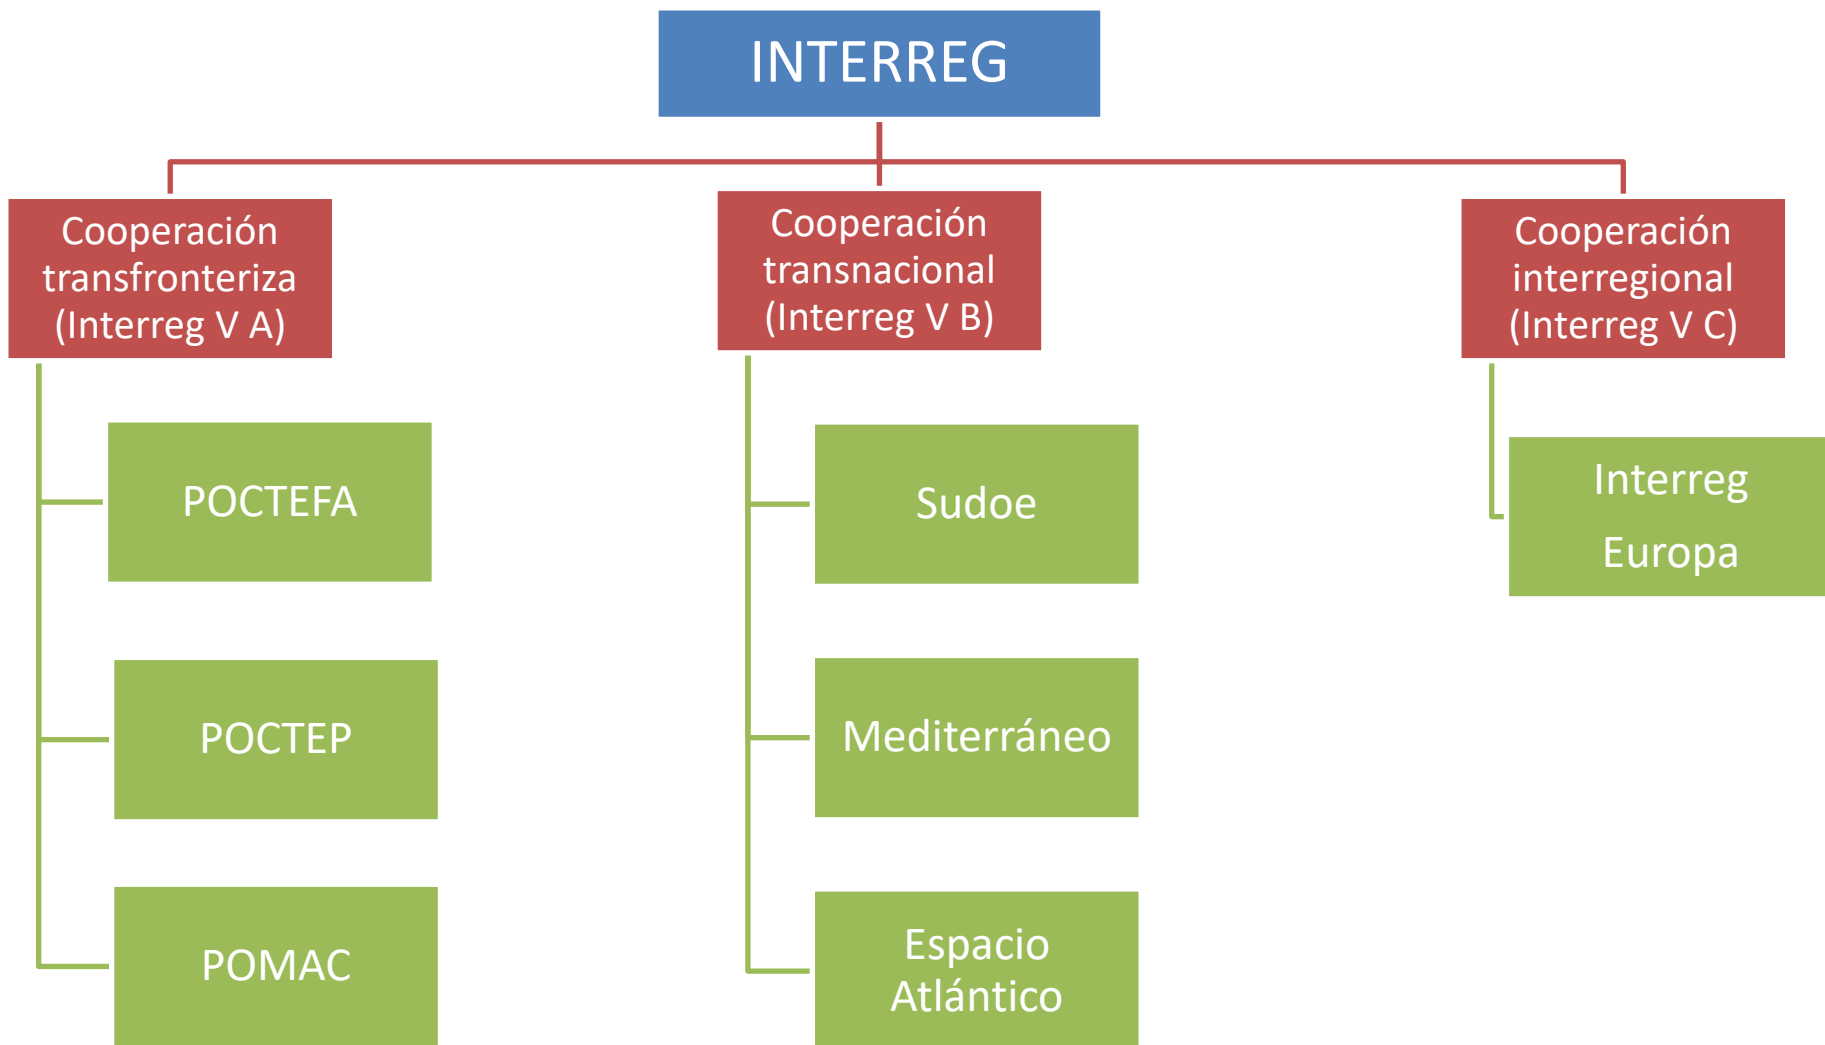 INTERREG
Cooperación
transfronteriza
(Interreg V A)
POCTEFA
POCTEP
POMAC
Cooperación
transnacional
(Interreg V B)
Sudoe
Mediterráneo
Espacio
Atlántico
Cooperación
interregional
(Interreg V C)
Interreg
Europa